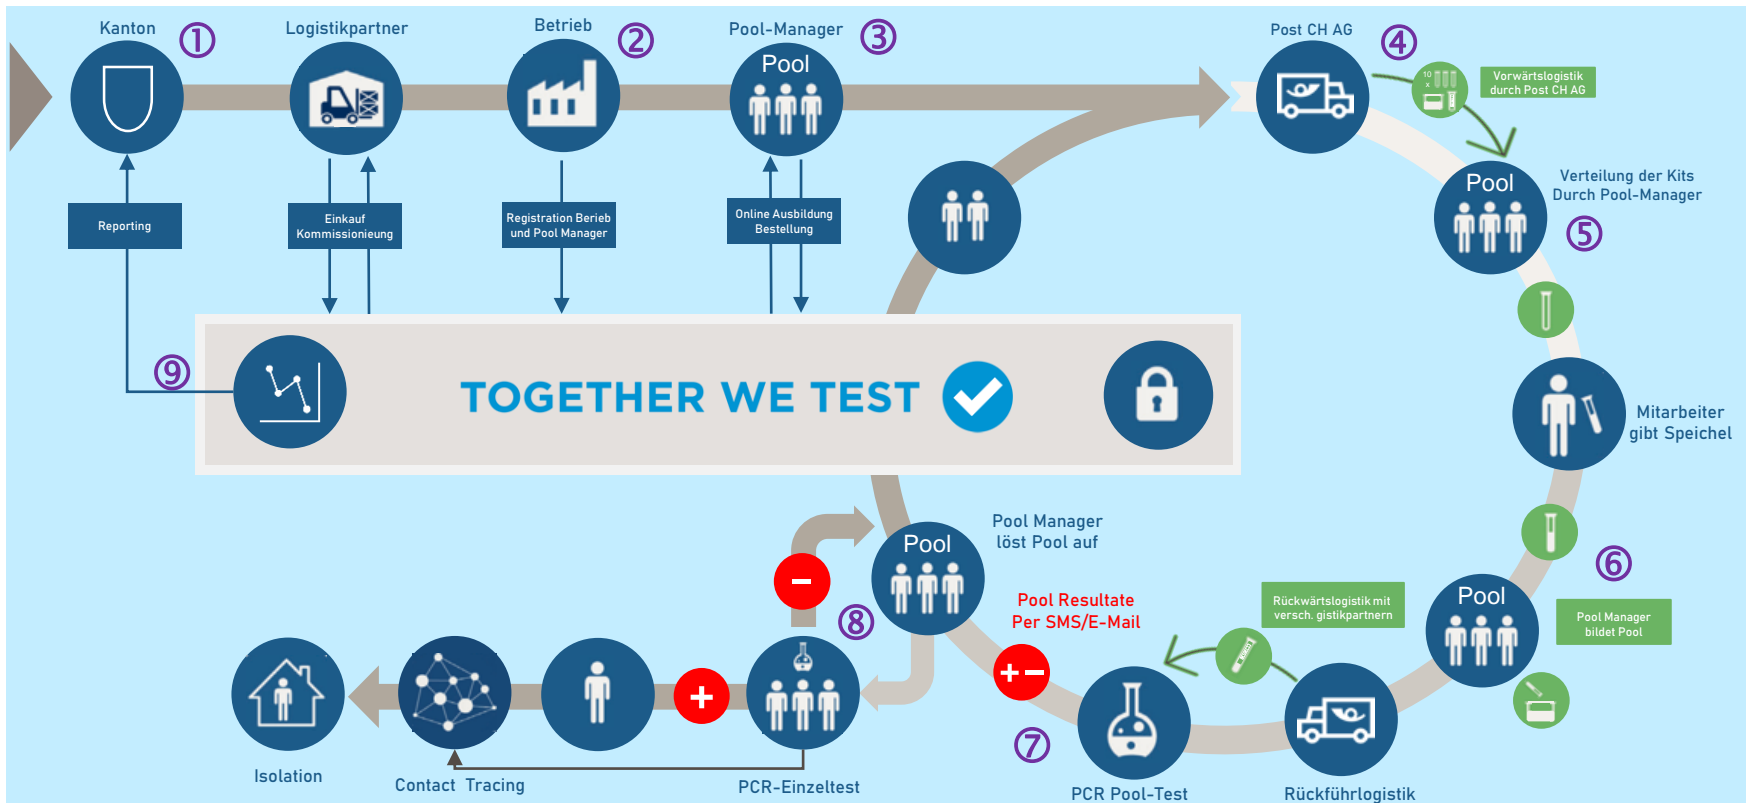 Kanton
①
Logistikpartner
Betrieb
②
Pool-Manager
③
Pool
Post CH AG
④
10
x
Vorwärtslogistik
durch Post CH AG
Pool
Verteilung der Kits
Durch Pool-Manager
⑤
Reporting
Einkauf
Kommissionieung
Registration Berieb
und Pool Manager
Online Ausbildung
Bestellung
⑨
TOGETHER WE TEST
Mitarbeiter
gibt Speichel
Pool Manager
löst Pool auf
Pool
⑥
Pool
Pool Manager
bildet Pool
Rückwärtslogistik mit
versch. gistikpartnern
Pool Resultate
Per SMS/E-Mail
+ −
−
⑧
+
⑦
Isolation
Contact Tracing
PCR-Einzeltest
PCR Pool-Test
Rückführlogistik